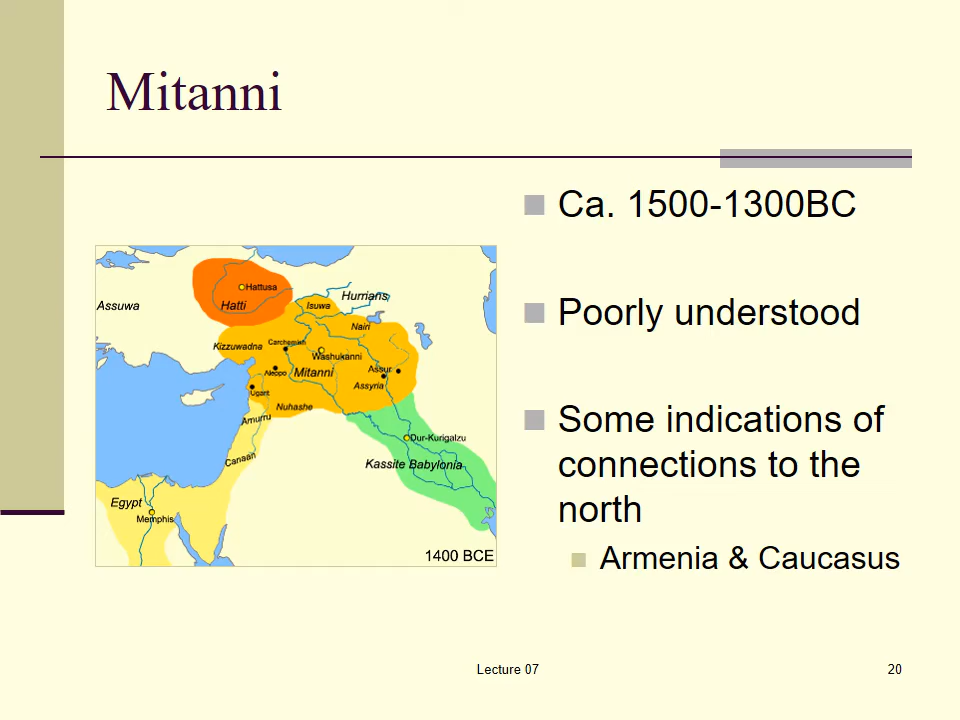 Mitanni
Ca. 1500-1300BC
Poorly understood
Some indications of
connections to the
north
Armenia & Caucasus
Assuwa
Hattusa
Hatti
Isuwa
Hurrians
Nairi
Kizzuwadna
Carchemish
Washukanni
Aleppo
Mitanni
Assur
Assyria
Ugarit
Nuhashe
Amurru
Dur-Kurigalzu
Canaan
Kassite Babylonia
Egypt
Memphis
1400 BCE
Lecture 07
20